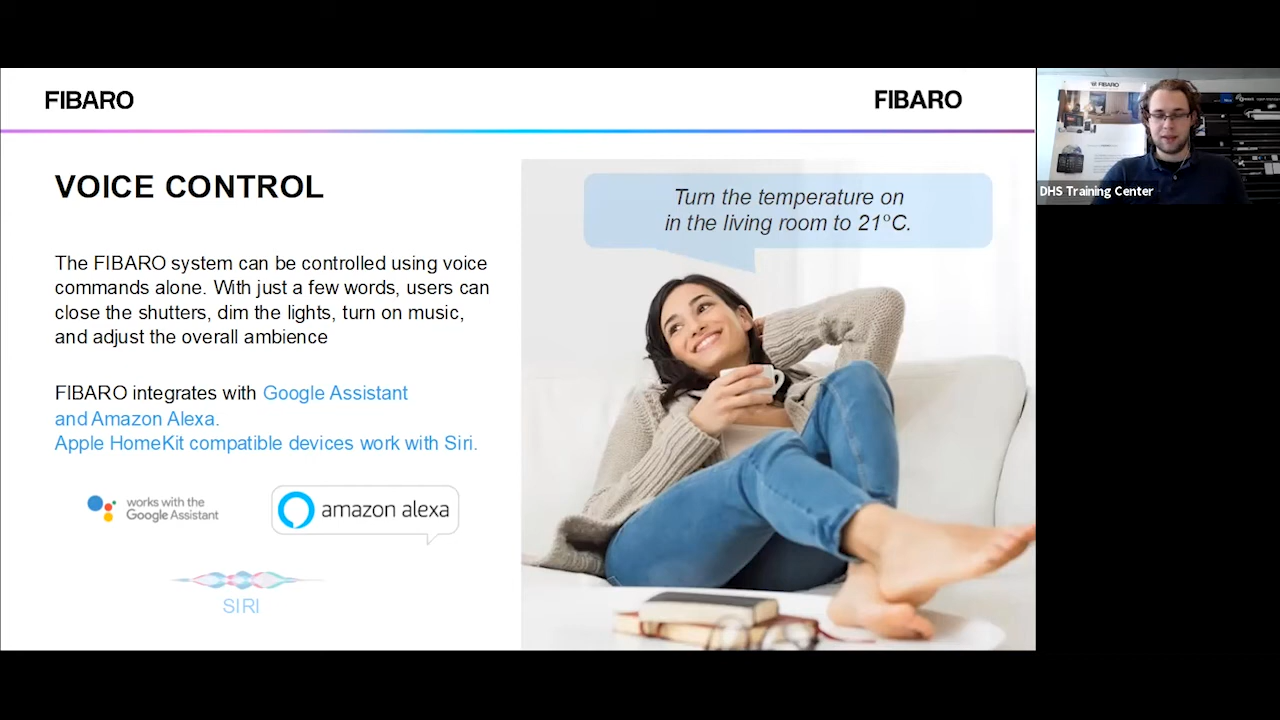 FIBARO
FIBARO
VOICE CONTROL
The FIBARO system can be controlled using voice
commands alone. With just a few words, users can
close the shutters, dim the lights, turn on music,
and adjust the overall ambience
FIBARO integrates with Google Assistant
and Amazon Alexa.
Apple HomeKit compatible devices work with Siri.
works with the
Google Assistant
amazon alexa
SIRI
Turn the temperature on
in the living room to 21°C.
FIBARO
DHS Training Center